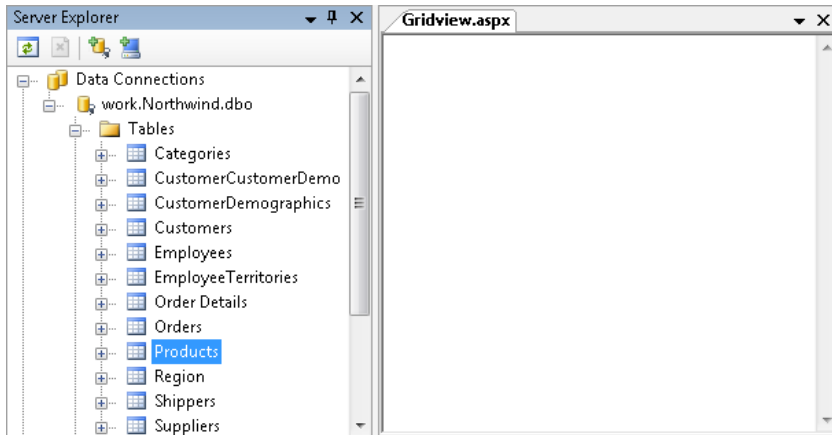 Server Explorer
Gridview.aspx
Data Connections
work.Northwind.dbo
Tables
Categories
CustomerCustomerDemo
CustomerDemographics
Customers
Employees
EmployeeTerritories
Order Details
Orders
Products
Region
Shippers
Suppliers